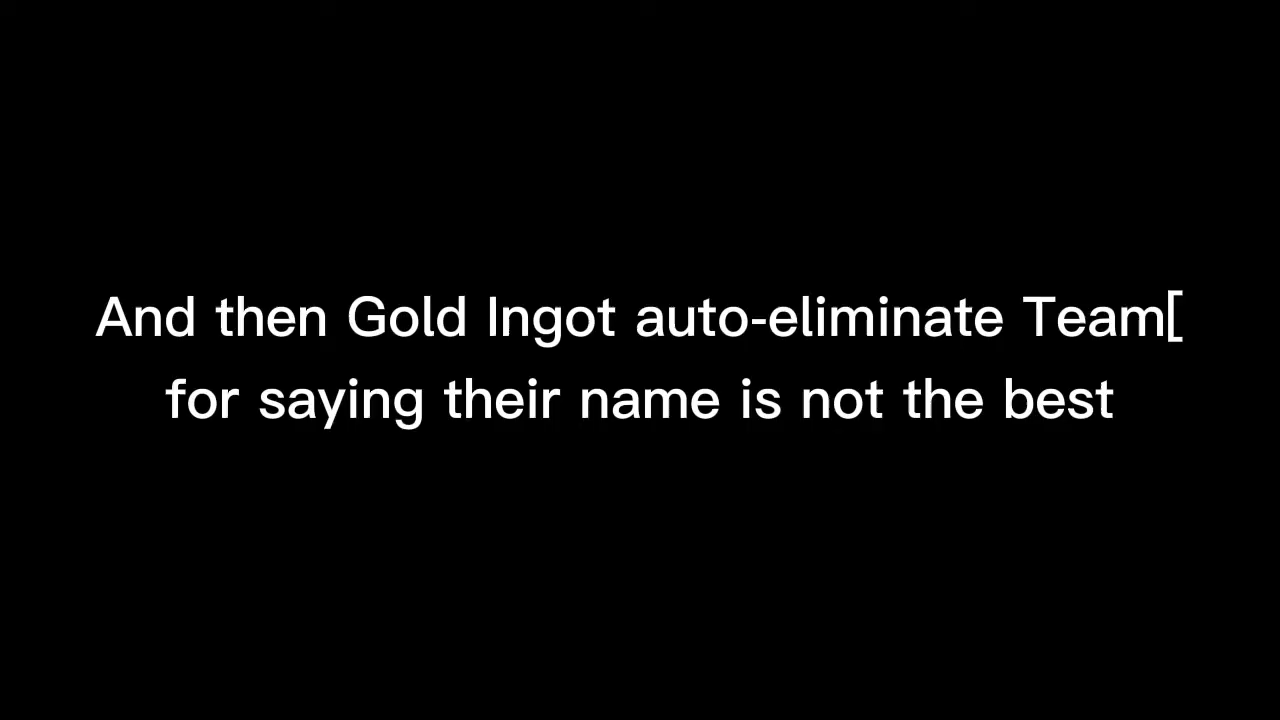 And then Gold Ingot auto-eliminate Team[
for saying their name is not the best